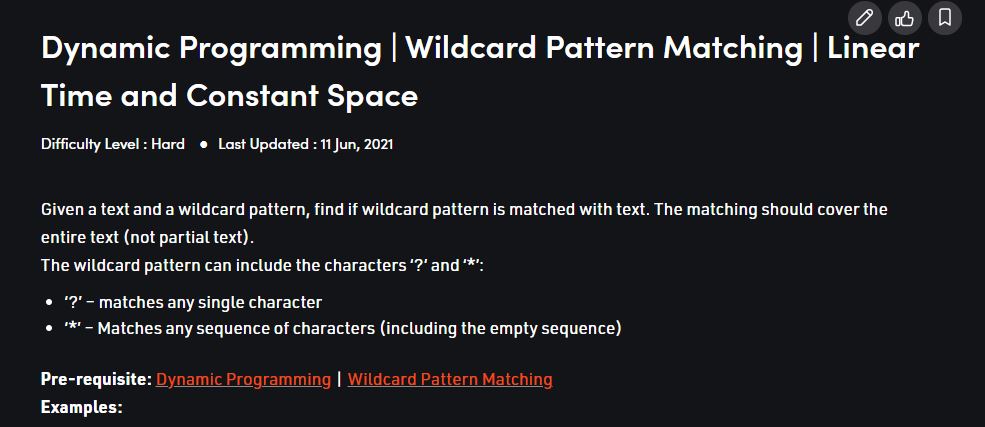 Dynamic Programming | Wildcard Pattern Matching | Linear
Time and Constant Space
Difficulty Level : Hard ● Last Updated : 11 Jun, 2021
Given a text and a wildcard pattern, find if wildcard pattern is matched with text. The matching should cover the
entire text (not partial text).
The wildcard pattern can include the characters ‘?’ and ‘*’:
• ‘?’ – matches any single character
• ‘*’ – Matches any sequence of characters (including the empty sequence)
Pre-requisite: Dynamic Programming | Wildcard Pattern Matching
Examples: